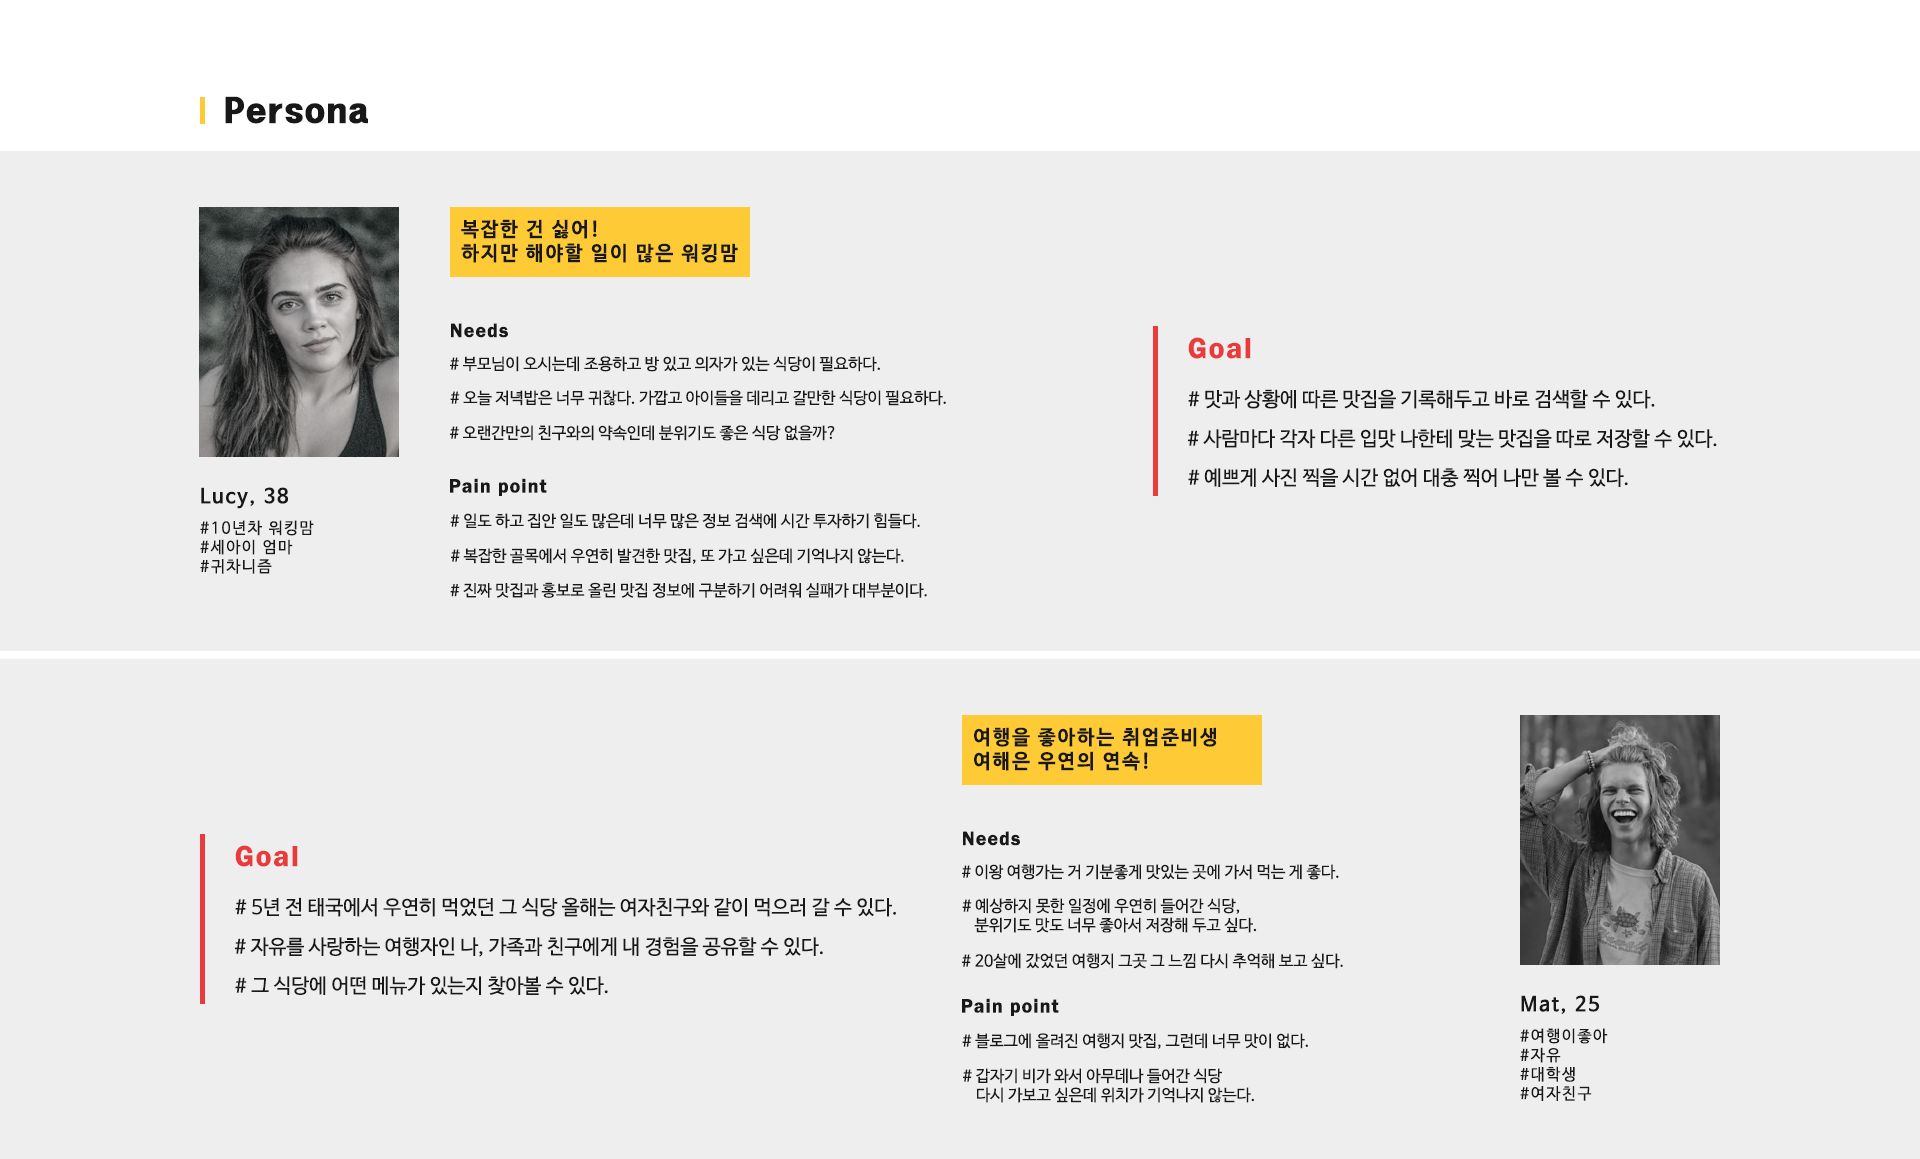 Persona
복잡한 건 싫어!
하지만 해야할 일이 많은 워킹맘
Needs
# 부모님이 오시는데 조용하고 방 있고 의자가 있는 식당이 필요하다.
# 오늘 저녁밥은 너무 귀찮다. 가깝고 아이들을 데리고 갈만한 식당이 필요하다.
# 오랜간만의 친구와의 약속인데 분위기도 좋은 식당 없을까?
Pain point
# 일도 하고 집안 일도 많은데 너무 많은 정보 검색에 시간 투자하기 힘들다.
# 복잡한 골목에서 우연히 발견한 맛집, 또 가고 싶은데 기억나지 않는다.
# 진짜 맛집과 홍보로 올린 맛집 정보에 구분하기 어려워 실패가 대부분이다.
Lucy, 38
#10년차 워킹맘
#세아이 엄마
#귀차니즘
Goal
# 맛과 상황에 따른 맛집을 기록해두고 바로 검색할 수 있다.
# 사람마다 각자 다른 입맛 나한테 맞는 맛집을 따로 저장할 수 있다.
# 예쁘게 사진 찍을 시간 없어 대충 찍어 나만 볼 수 있다.
Goal
# 5년 전 태국에서 우연히 먹었던 그 식당 올해는 여자친구와 같이 먹으러 갈 수 있다.
# 자유를 사랑하는 여행자인 나, 가족과 친구에게 내 경험을 공유할 수 있다.
# 그 식당에 어떤 메뉴가 있는지 찾아볼 수 있다.
여행을 좋아하는 취업준비생
여해은 우연의 연속!
Needs
# 이왕 여행가는 거 기분좋게 맛있는 곳에 가서 먹는 게 좋다.
# 예상하지 못한 일정에 우연히 들어간 식당,
분위기도 맛도 너무 좋아서 저장해 두고 싶다.
# 20살에 갔었던 여행지 그곳 그 느낌 다시 추억해 보고 싶다.
Pain point
# 블로그에 올려진 여행지 맛집, 그런데 너무 맛이 없다.
# 갑자기 비가 와서 아무데나 들어간 식당
다시 가보고 싶은데 위치가 기억나지 않는다.
Mat, 25
#여행이좋아
#자유
#대학생
#여자친구